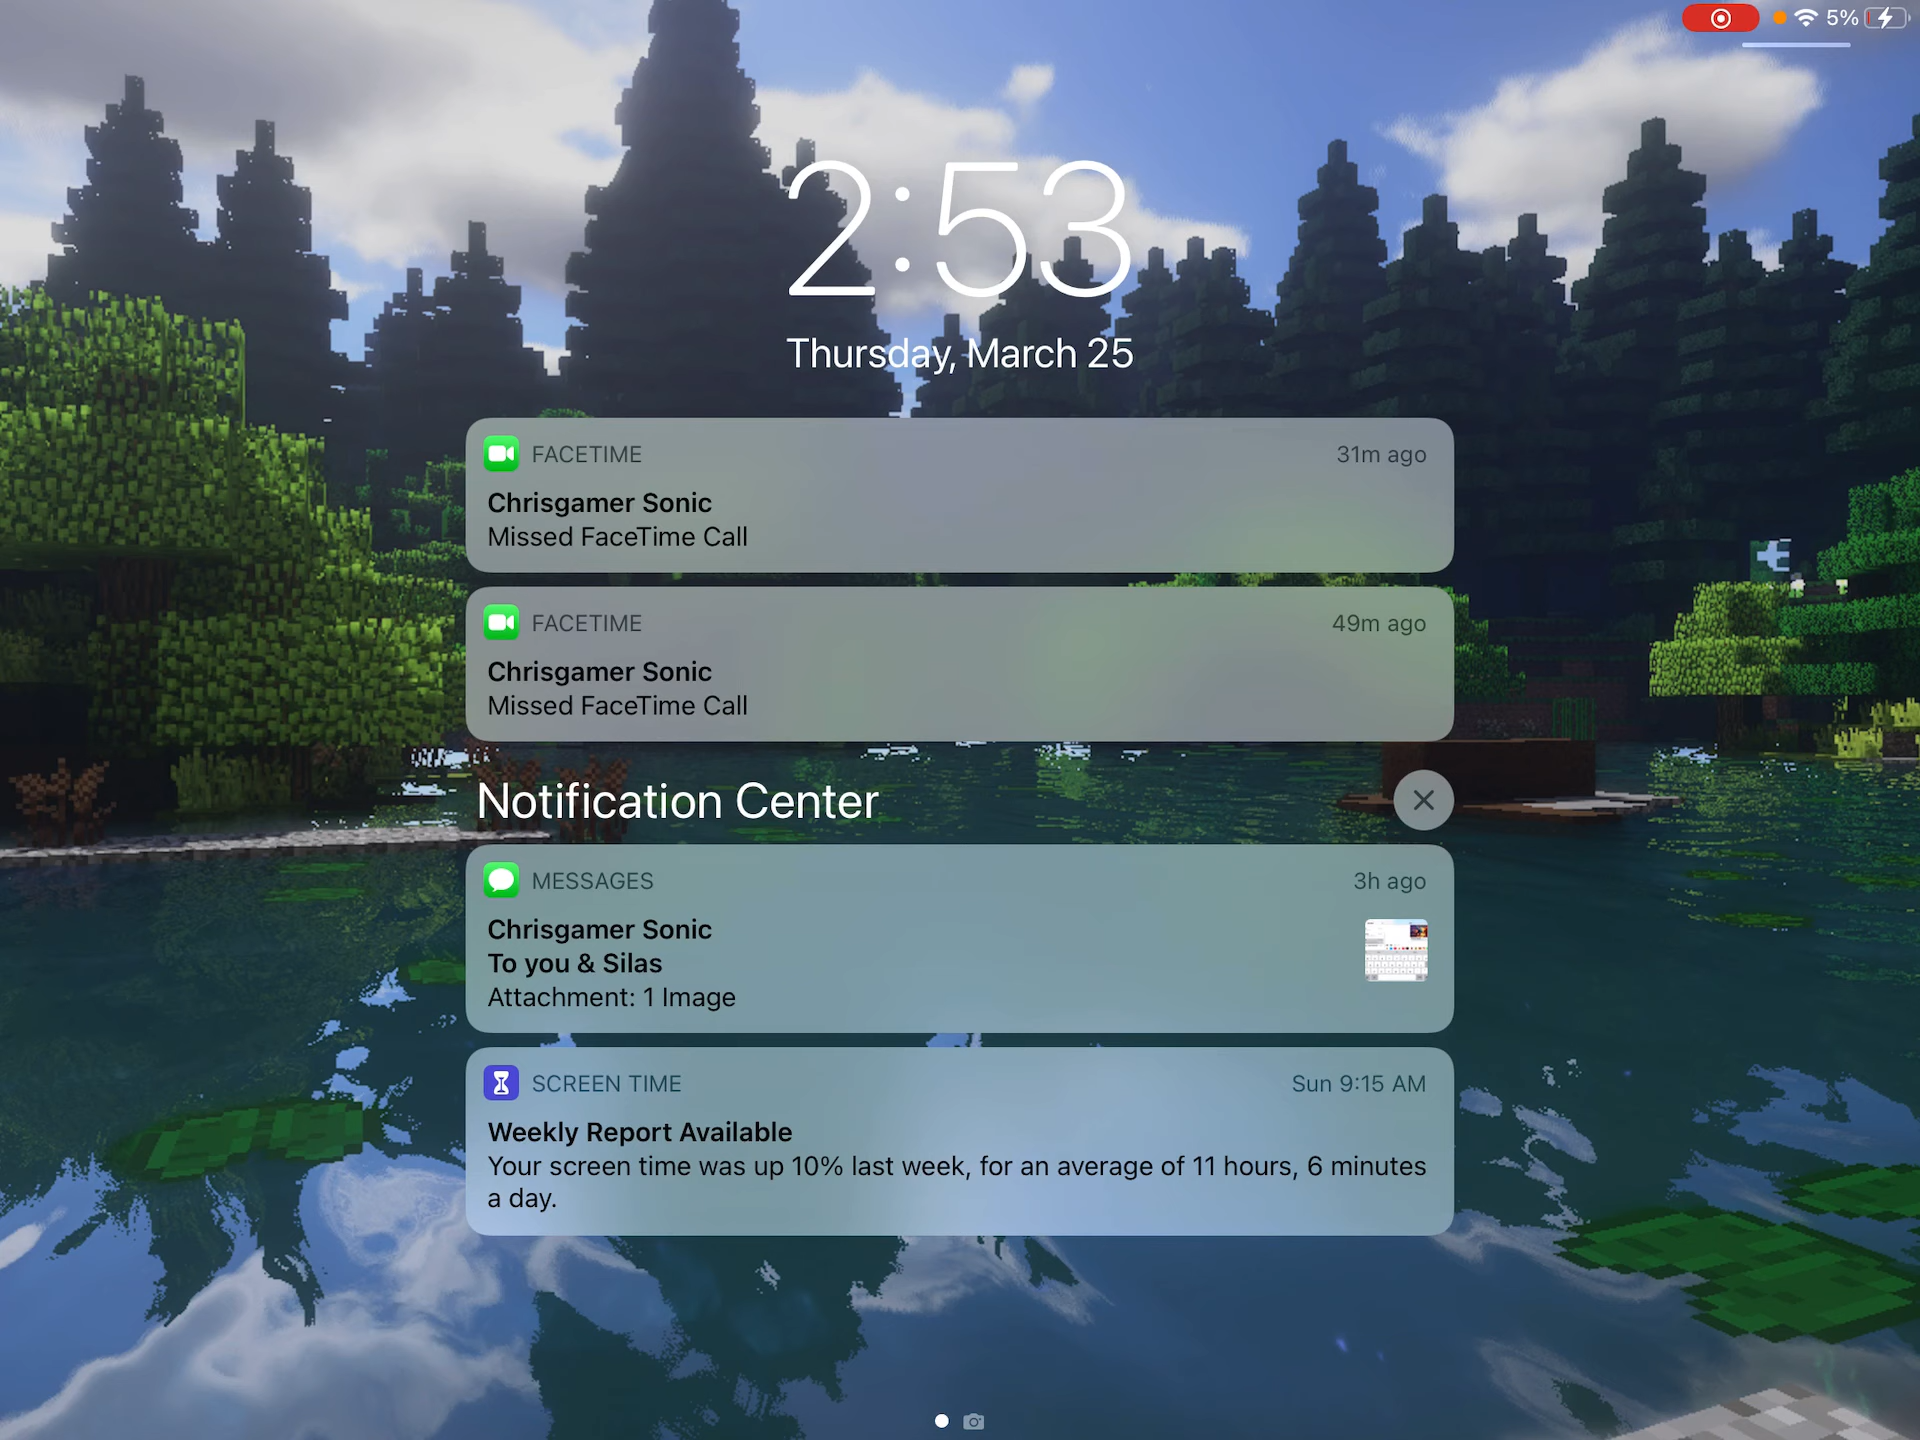 5%
2:53
Thursday, March 25
FACETIME 31m ago
Chrisgamer Sonic
Missed FaceTime Call
FACETIME 49m ago
Chrisgamer Sonic
Missed FaceTime Call
Notification Center
MESSAGES 3h ago
Chrisgamer Sonic
To you & Silas
Attachment: 1 Image
SCREEN TIME Sun 9:15 AM
Weekly Report Available
Your screen time was up 10% last week, for an average of 11 hours, 6 minutes
a day.